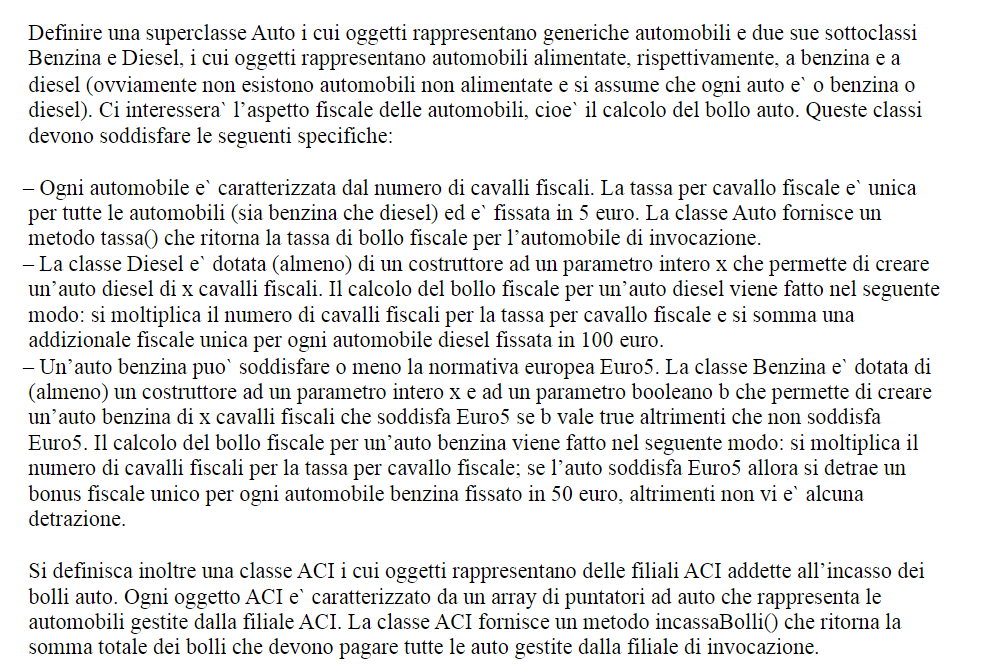 Definire una superclasse Auto i cui oggetti rappresentano generiche automobili e due sue sottoclassi
Benzina e Diesel, i cui oggetti rappresentano automobili alimentate, rispettivamente, a benzina e a
diesel (ovviamente non esistono automobili non alimentate e si assume che ogni auto e` o benzina o
diesel). Ci interessera` l’aspetto fiscale delle automobili, cioe` il calcolo del bollo auto. Queste classi
devono soddisfare le seguenti specifiche:
– Ogni automobile e` caratterizzata dal numero di cavalli fiscali. La tassa per cavallo fiscale e` unica
per tutte le automobili (sia benzina che diesel) ed e` fissata in 5 euro. La classe Auto fornisce un
metodo tassa() che ritorna la tassa di bollo fiscale per l’automobile di invocazione.
– La classe Diesel e` dotata (almeno) di un costruttore ad un parametro intero x che permette di creare
un’auto diesel di x cavalli fiscali. Il calcolo del bollo fiscale per un’auto diesel viene fatto nel seguente
modo: si moltiplica il numero di cavalli fiscali per la tassa per cavallo fiscale e si somma una
addizionale fiscale unica per ogni automobile diesel fissata in 100 euro.
– Un’auto benzina puo` soddisfare o meno la normativa europea Euro5. La classe Benzina e` dotata di
(almeno) un costruttore ad un parametro intero x e ad un parametro booleano b che permette di creare
un’auto benzina di x cavalli fiscali che soddisfa Euro5 se b vale true altrimenti che non soddisfa
Euro5. Il calcolo del bollo fiscale per un’auto benzina viene fatto nel seguente modo: si moltiplica il
numero di cavalli fiscali per la tassa per cavallo fiscale; se l’auto soddisfa Euro5 allora si detrae un
bonus fiscale unico per ogni automobile benzina fissato in 50 euro, altrimenti non vi e` alcuna
detrazione.
Si definisca inoltre una classe ACI i cui oggetti rappresentano delle filiali ACI addette all’incasso dei
bolli auto. Ogni oggetto ACI e` caratterizzato da un array di puntatori ad auto che rappresenta le
automobili gestite dalla filiale ACI. La classe ACI fornisce un metodo incassaBolli() che ritorna la
somma totale dei bolli che devono pagare tutte le auto gestite dalla filiale di invocazione.